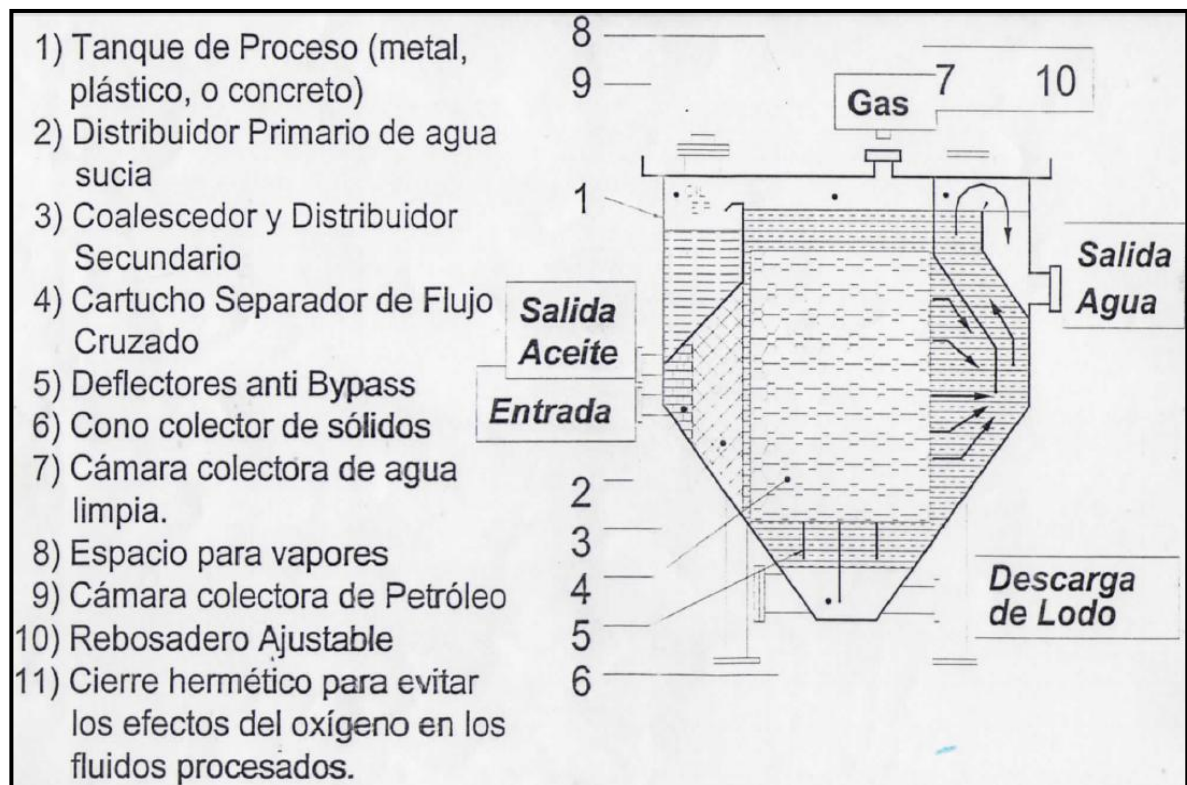 1) Tanque de Proceso (metal,
plástico, o concreto)
2) Distribuidor Primario de agua
sucia
3) Coalescedor y Distribuidor
Secundario
4) Cartucho Separador de Flujo
Cruzado
5) Deflectores anti Bypass
6) Cono colector de sólidos
7) Cámara colectora de agua
limpia.
8) Espacio para vapores
9) Cámara colectora de Petróleo
10) Rebosadero Ajustable
11) Cierre hermético para evitar
los efectos del oxígeno en los
fluidos procesados.
8
9
Gas
7 10
1
Salida
Aceite
Entrada
Salida
Agua
2
3
4
5
6
Descarga
de Lodo